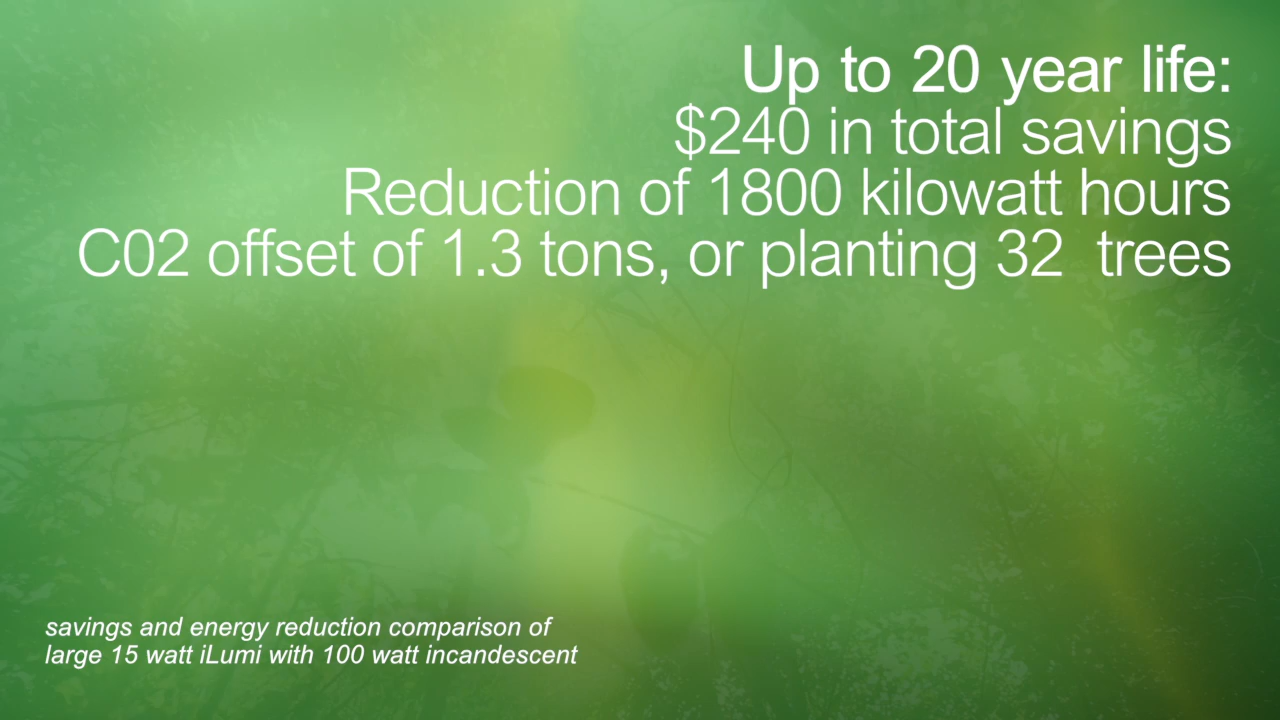 Up to 20 year life:
$240 in total savings
Reduction of 1800 kilowatt hours
C02 offset of 1.3 tons, or planting 32  trees
savings and energy reduction comparison of
large 15 watt iLumi with 100 watt incandescent